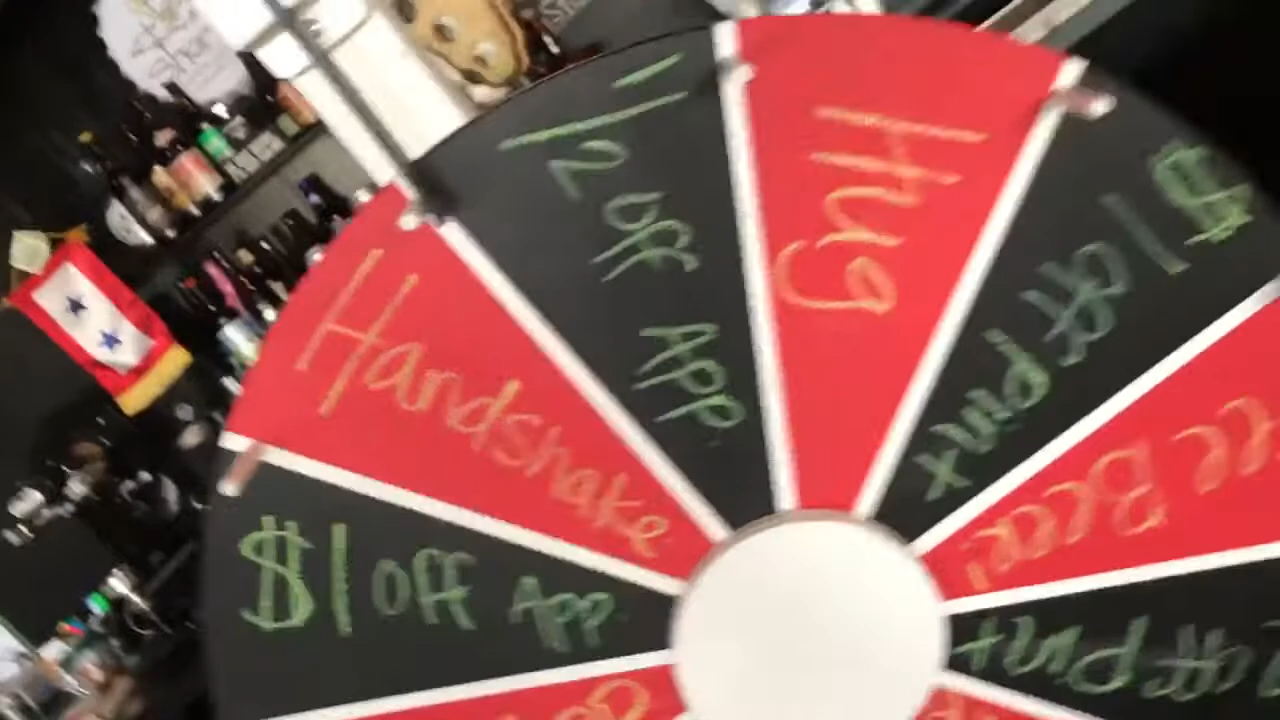 $1 off App
Handshake
1/2 off App
Hug
$1 off pint
Beer!
off pint